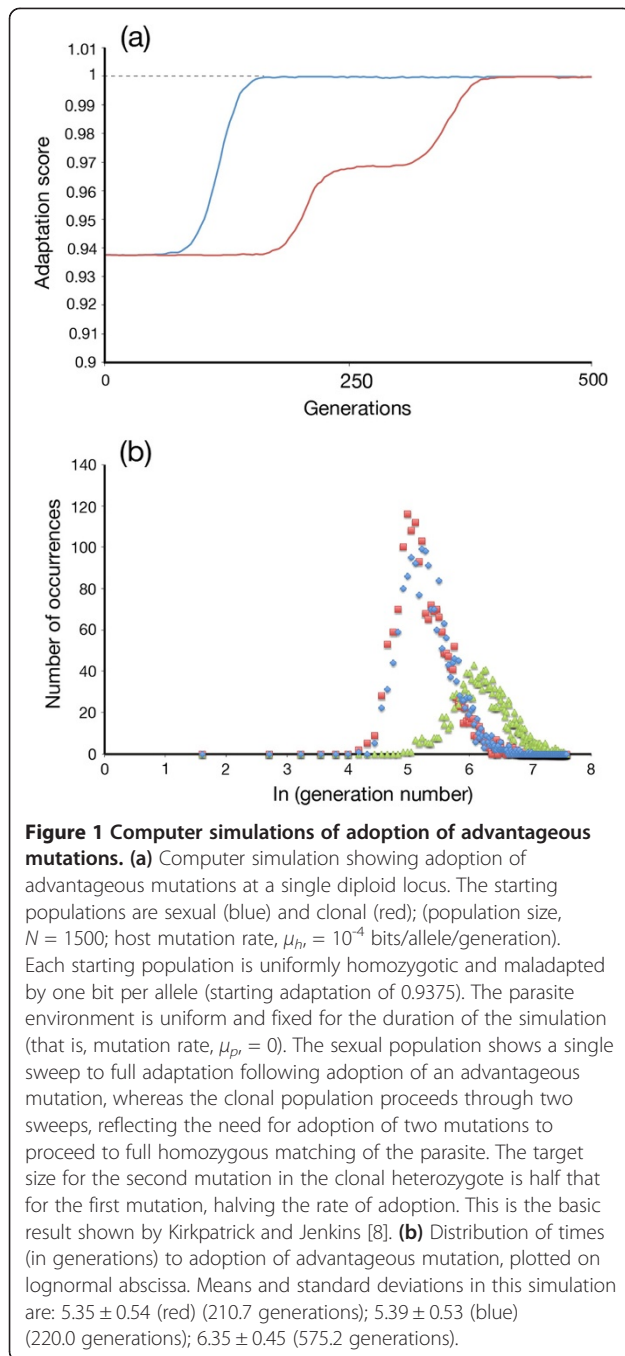 (a)
1.01
1
0.99
0.98
0.97
0.96
0.95
0.94
0.93
0.92
0.91
0.9
Adaptation score
0
250
500
Generations
(b)
140
120
100
80
60
40
20
0
Number of occurrences
0
1
2
3
4
5
6
7
8
ln (generation number)
Figure 1 Computer simulations of adoption of advantageous
mutations. (a) Computer simulation showing adoption of
advantageous mutations at a single diploid locus. The starting
populations are sexual (blue) and clonal (red); (population size,
N = 1500; host mutation rate, μh, = 10-4 bits/allele/generation).
Each starting population is uniformly homozygotic and maladapted
by one bit per allele (starting adaptation of 0.9375). The parasite
environment is uniform and fixed for the duration of the simulation
(that is, mutation rate, μp, = 0). The sexual population shows a single
sweep to full adaptation following adoption of an advantageous
mutation, whereas the clonal population proceeds through two
sweeps, reflecting the need for adoption of two mutations to
proceed to full homozygous matching of the parasite. The target
size for the second mutation in the clonal heterozygote is half that
for the first mutation, halving the rate of adoption. This is the basic
result shown by Kirkpatrick and Jenkins [8]. (b) Distribution of times
(in generations) to adoption of advantageous mutation, plotted on
lognormal abscissa. Means and standard deviations in this simulation
are: 5.35 ± 0.54 (red) (210.7 generations); 5.39 ± 0.53 (blue)
(220.0 generations); 6.35 ± 0.45 (575.2 generations).